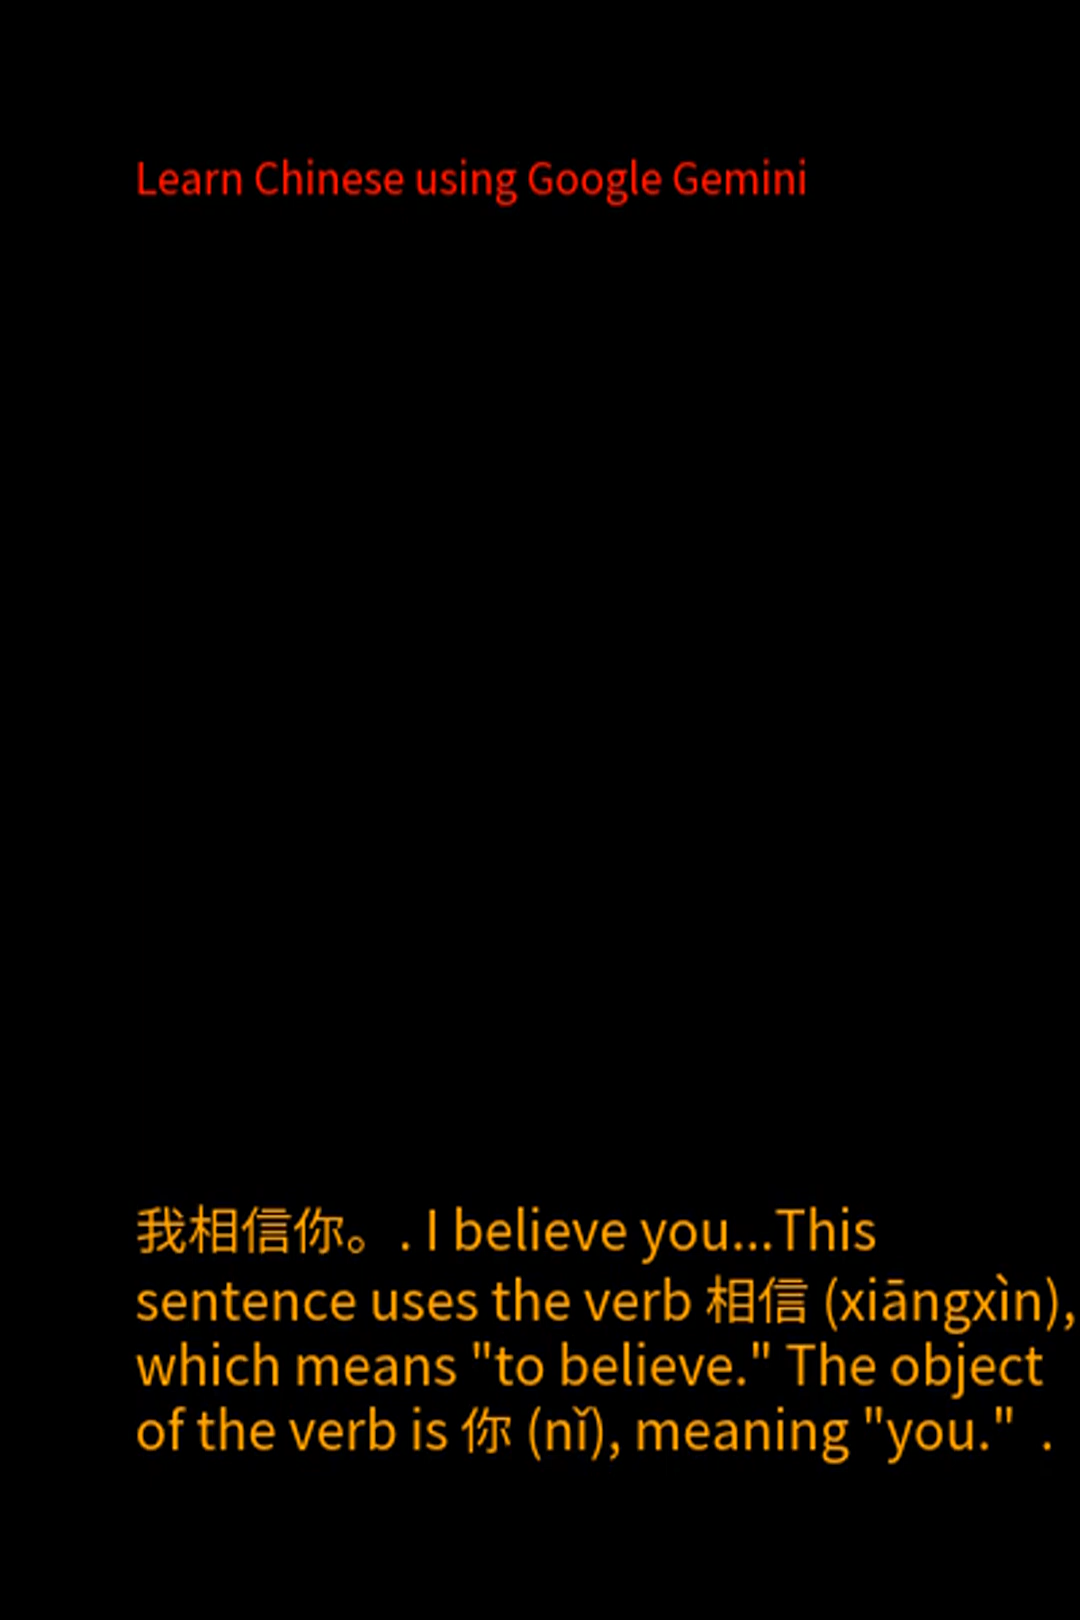 Learn Chinese using Google Gemini
我相信你。 . I believe you...This
sentence uses the verb 相信 (xiāngxìn),
which means "to believe." The object
of the verb is 你 (nǐ), meaning "you."  .